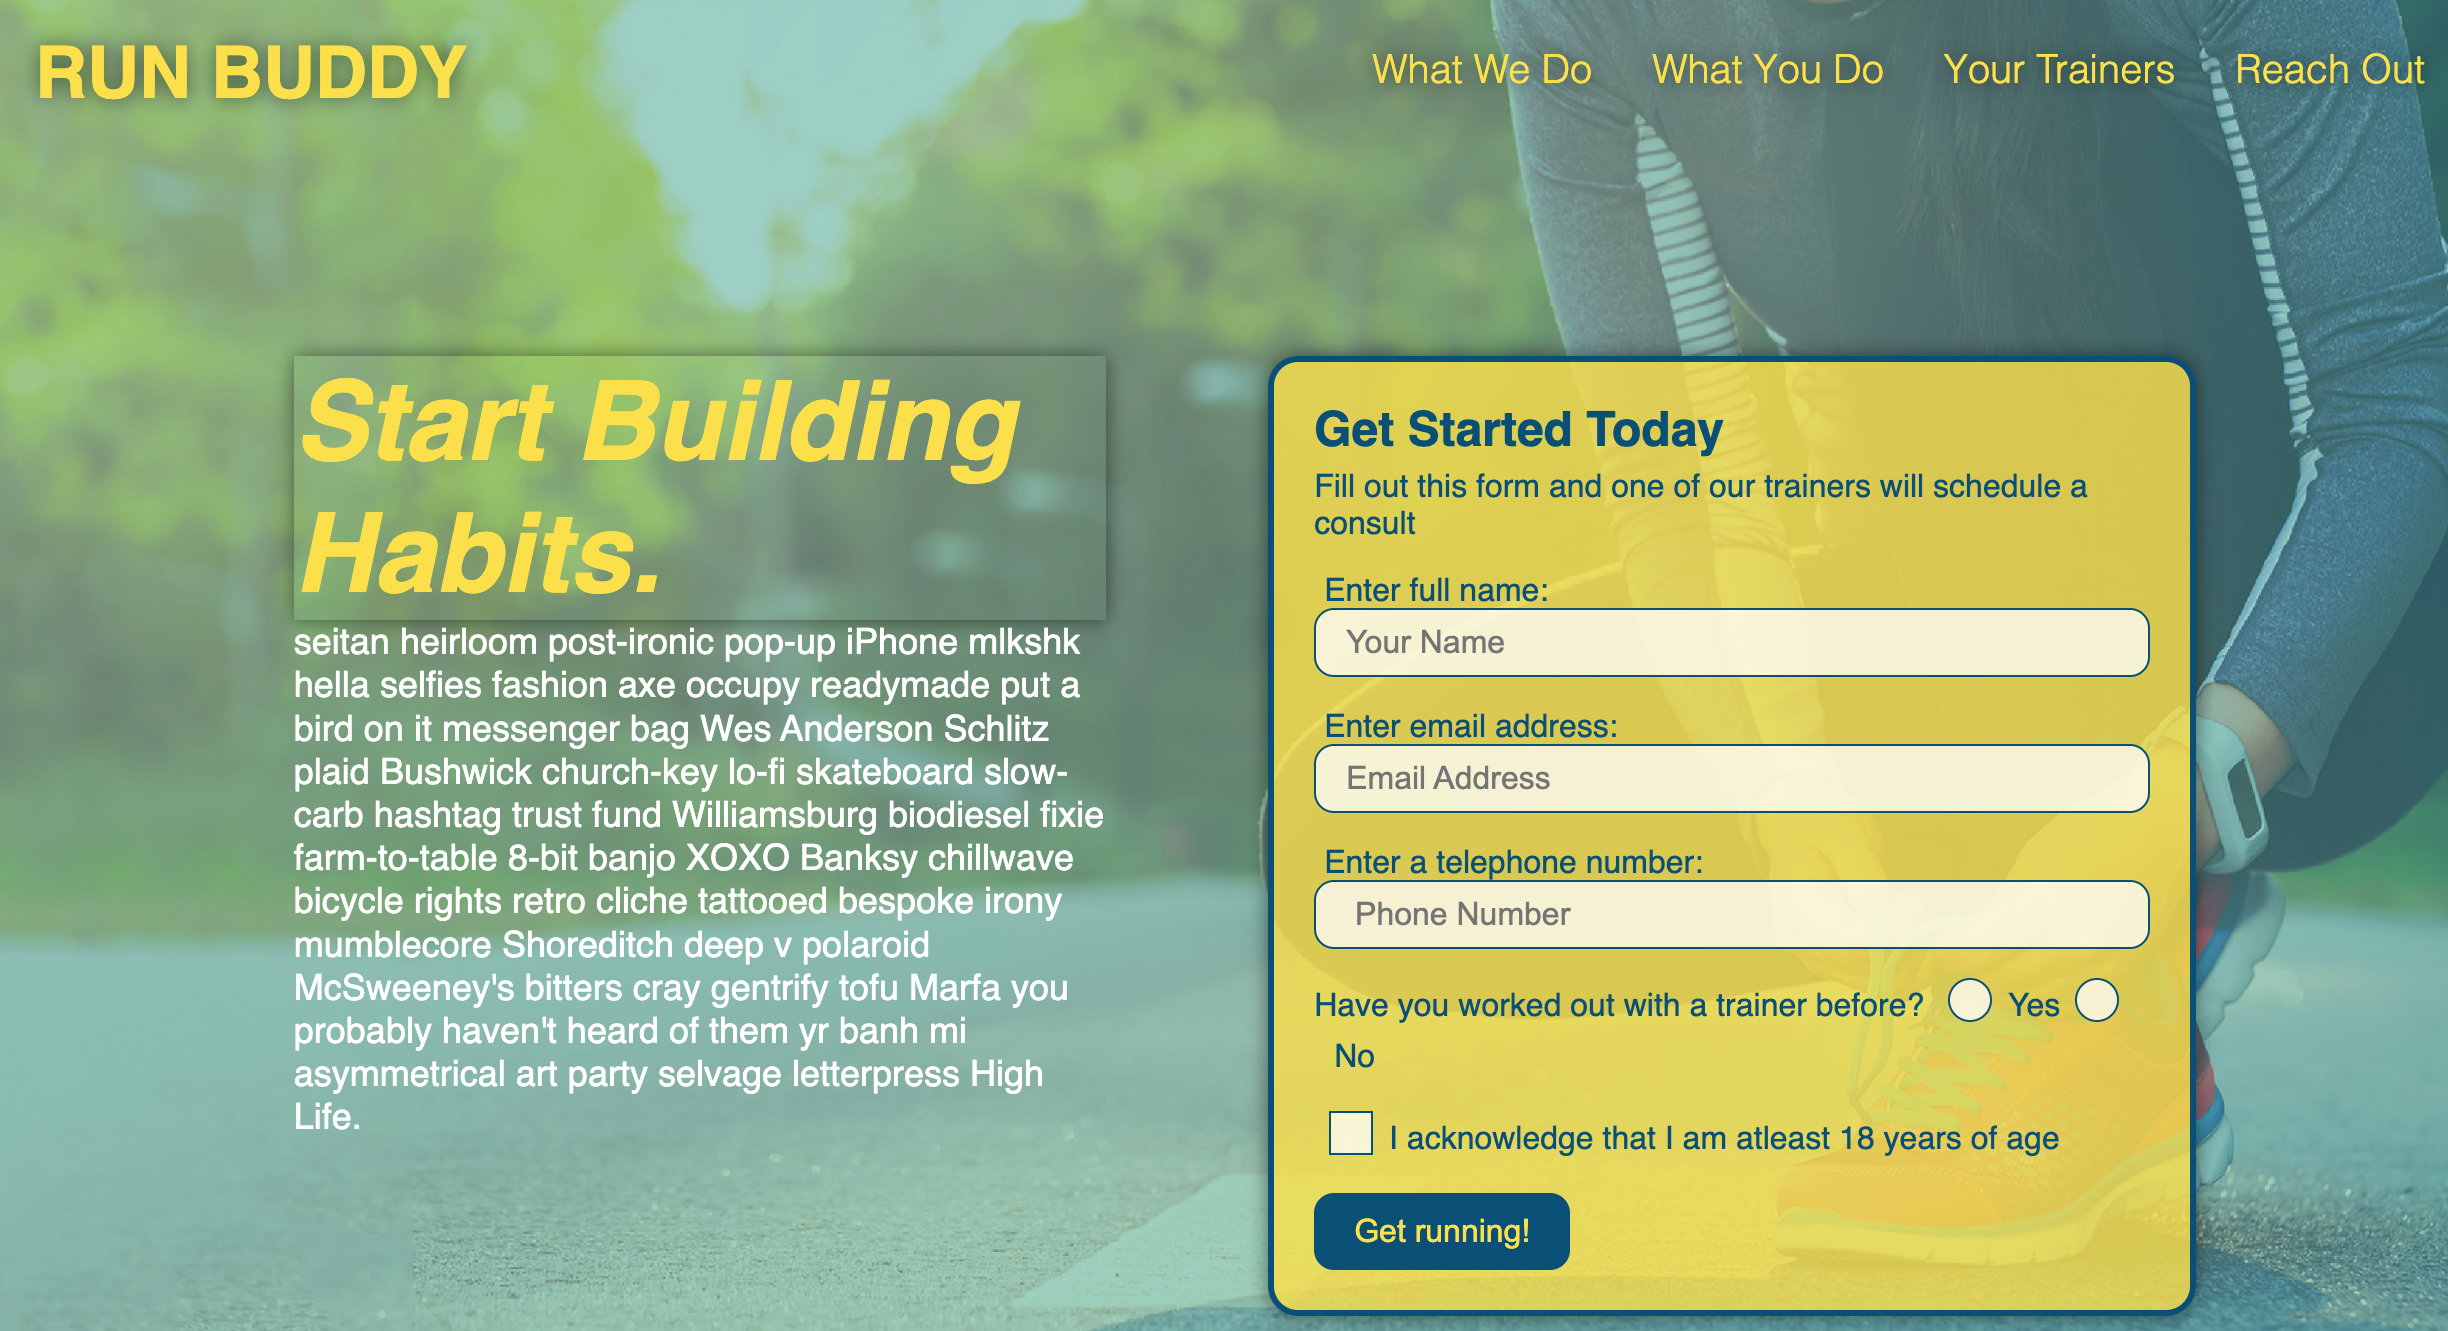 RUN BUDDY
What We Do
What You Do
Your Trainers
Reach Out
Start Building
Habits.
seitan heirloom post-ironic pop-up iPhone mlkshk
hella selfies fashion axe occupy readymade put a
bird on it messenger bag Wes Anderson Schlitz
plaid Bushwick church-key lo-fi skateboard slow-
carb hashtag trust fund Williamsburg biodiesel fixie
farm-to-table 8-bit banjo XOXO Banksy chillwave
bicycle rights retro cliche tattooed bespoke irony
mumblecore Shoreditch deep v polaroid
McSweeney's bitters cray gentrify tofu Marfa you
probably haven't heard of them yr banh mi
asymmetrical art party selvage letterpress High
Life.
Get Started Today
Fill out this form and one of our trainers will schedule a
consult
Enter full name:
Your Name
Enter email address:
Email Address
Enter a telephone number:
Phone Number
Have you worked out with a trainer before? Yes
No
I acknowledge that I am atleast 18 years of age
Get running!